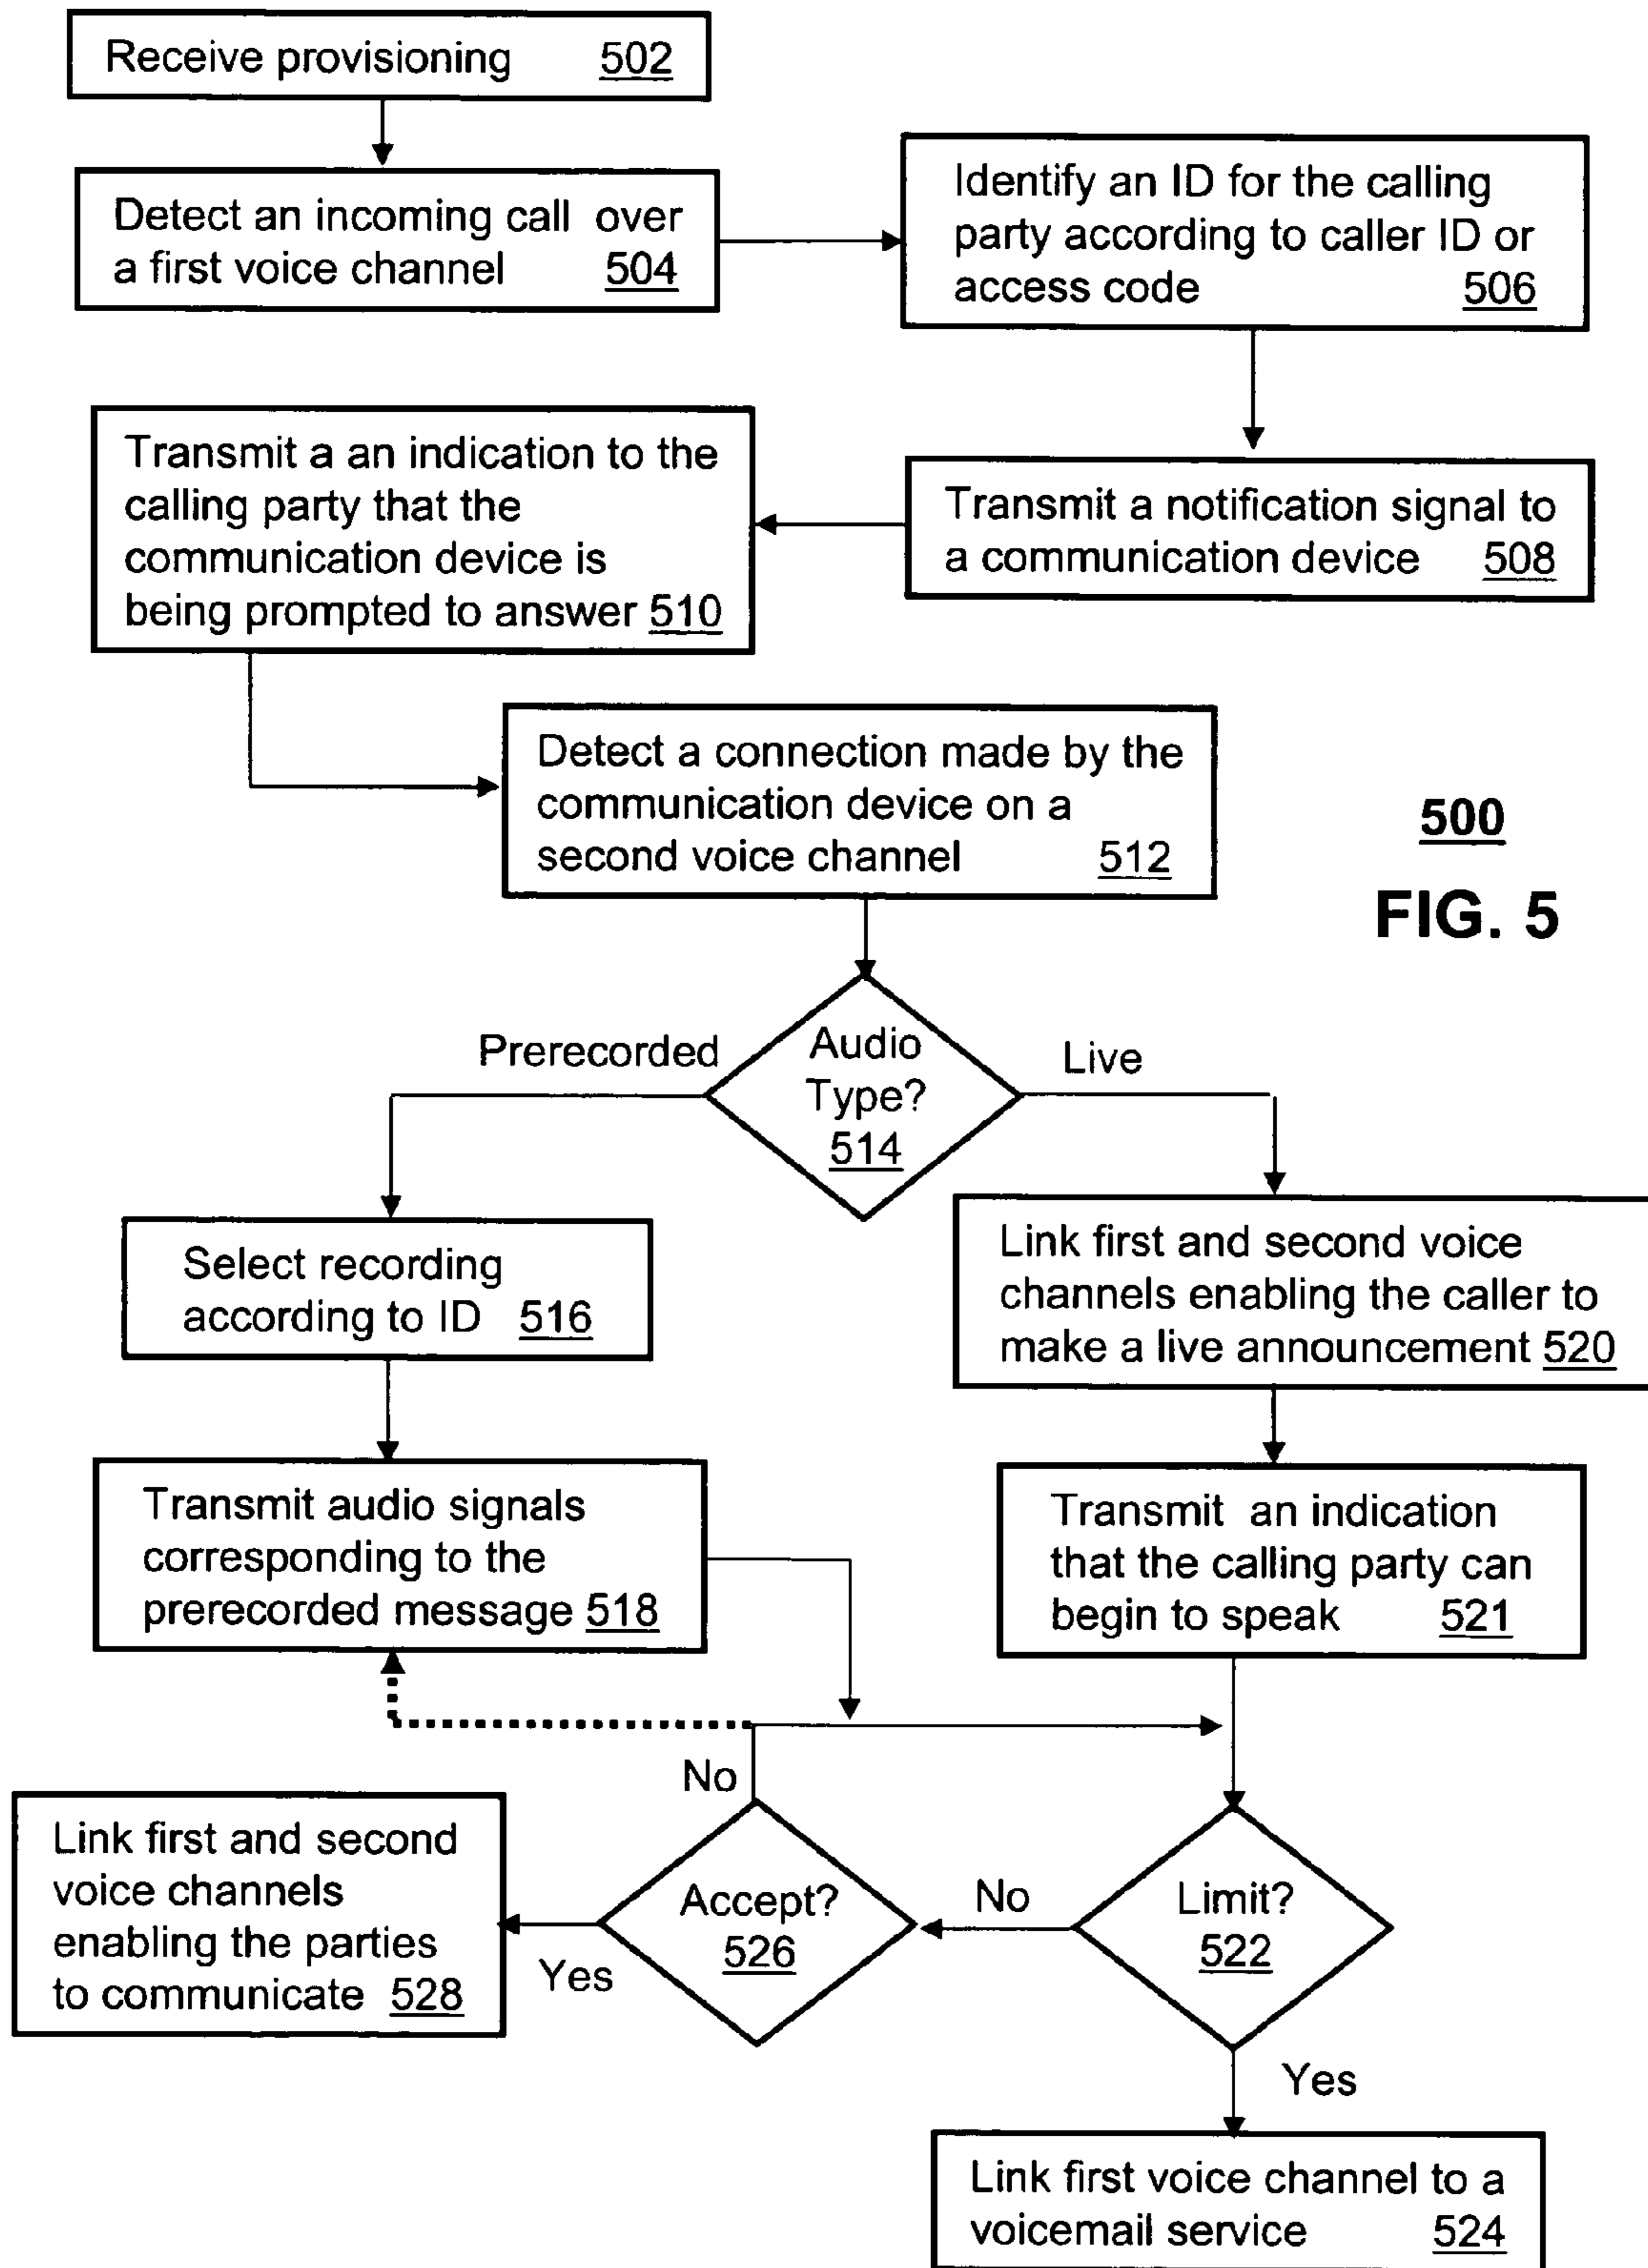 Receive provisioning 502
Detect an incoming call over
a first voice channel 504
Identify an ID for the calling
party according to caller ID or
access code 506
Transmit a notification signal to
a communication device 508
Transmit a an indication to the
calling party that the
communication device is
being prompted to answer 510
Detect a connection made by the
communication device on a
second voice channel 512
500
FIG. 5
Audio
Type?
514
Prerecorded
Live
Select recording
according to ID 516
Link first and second voice
channels enabling the caller to
make a live announcement 520
Transmit audio signals
corresponding to the
prerecorded message 518
Transmit an indication
that the calling party can
begin to speak 521
No
Link first and second
voice channels
enabling the parties
to communicate 528
Yes
Accept?
526
No
Limit?
522
Yes
Link first voice channel to a
voicemail service 524